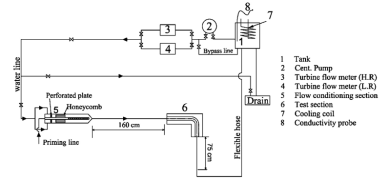 8
7
2
3
1
4
Bypass line
water line
Drain
Perforated plate
5
Honeycomb
6
160 cm
Priming line
75 cm
Flexible hose
1 Tank
2 Cent. Pump
3 Turbine flow meter (H.R)
4 Turbine flow meter (L.R)
5 Flow conditioning section
6 Test section
7 Cooling coil
8 Conductivity probe